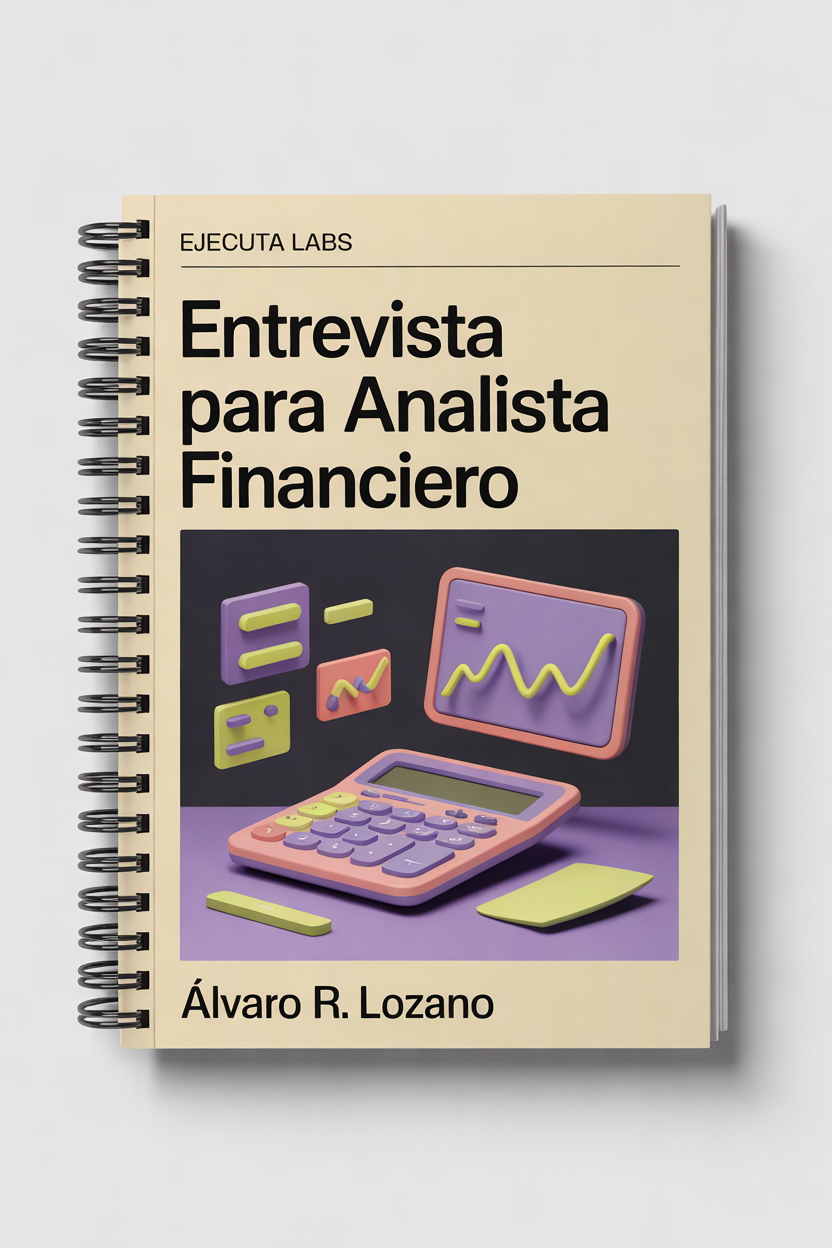 EJECUTA LABS
Entrevista
para Analista
Financiero
Álvaro R. Lozano